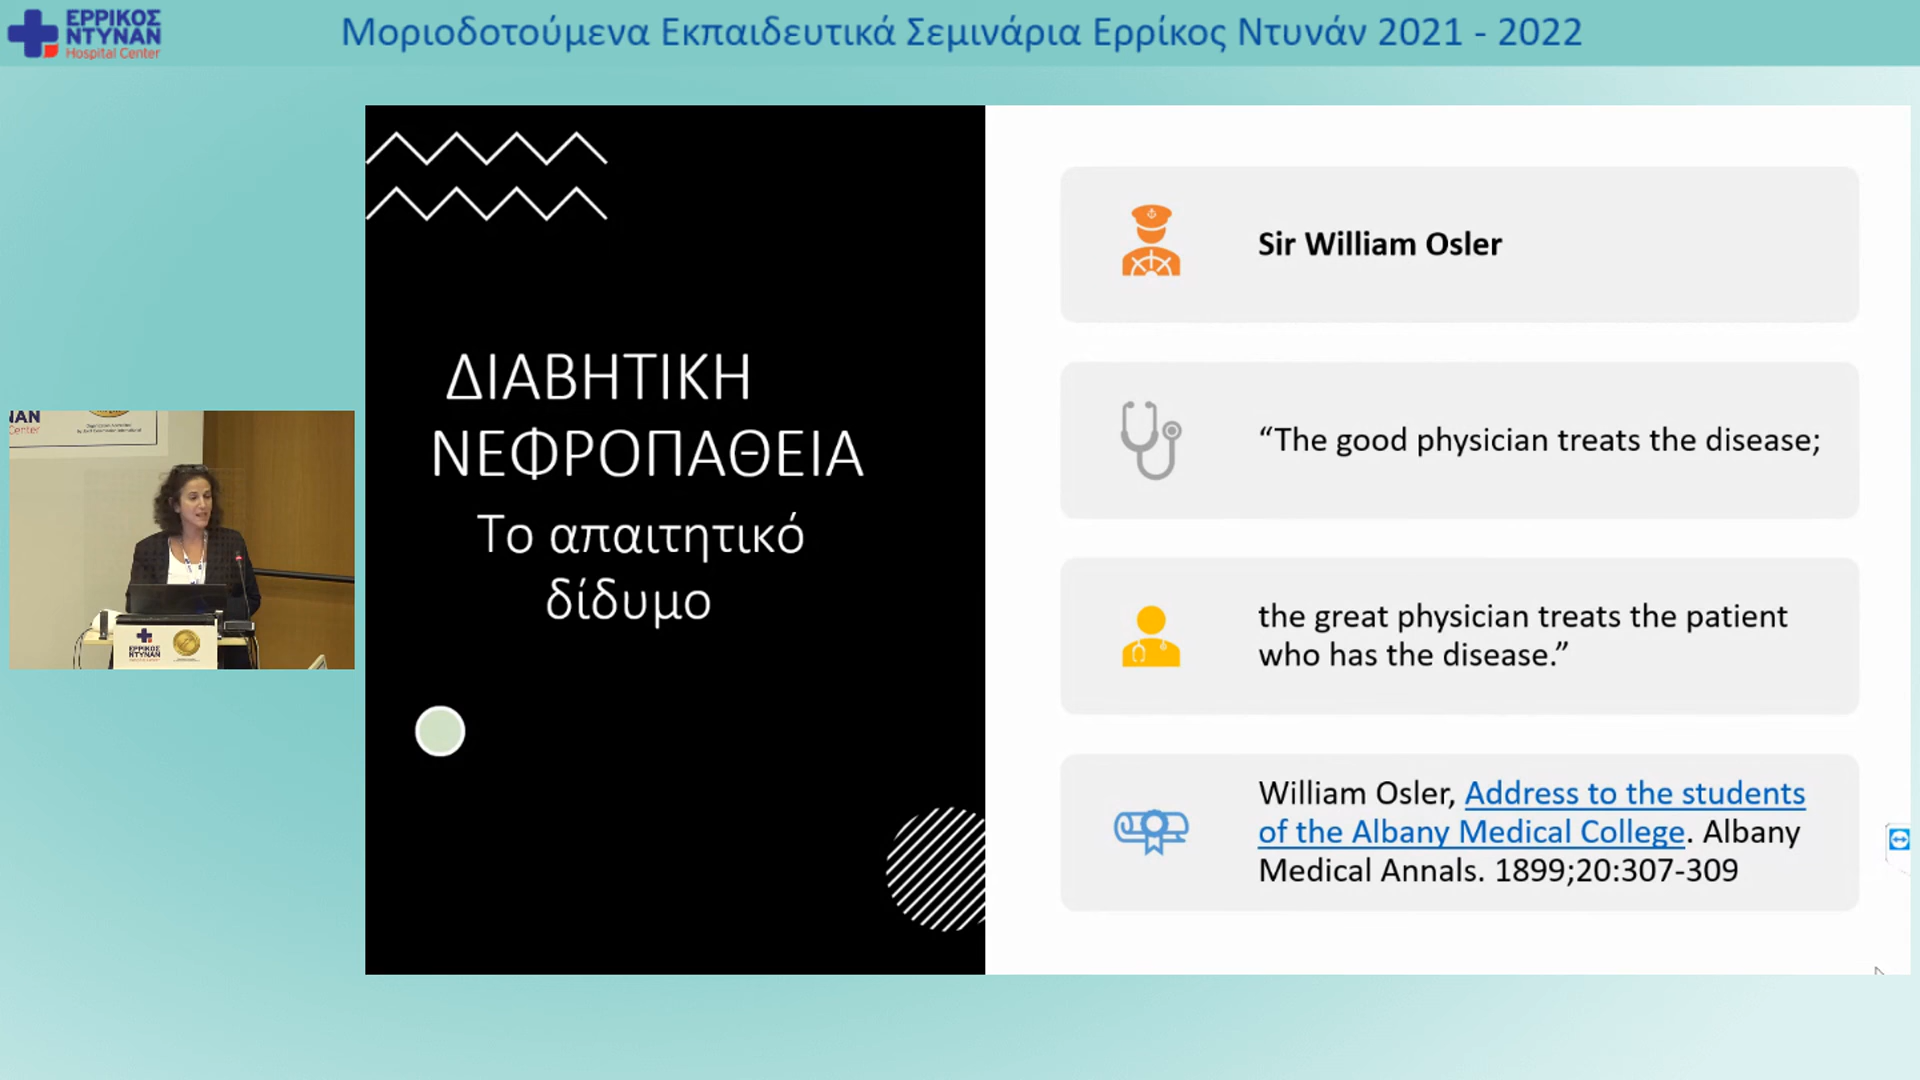 ΕΡΡΙΚΟΣ
ΝΤΥΝΑΝ
Hospital Center
Μοριοδοτούμενα Εκπαιδευτικά Σεμινάρια Ερρίκος Ντυνάν 2021 - 2022
ΔΙΑΒΗΤΙΚΗ
ΝΕΦΡΟΠΑΘΕΙΑ
Το απαιτητικό
δίδυμο
Sir William Osler
“The good physician treats the disease;
the great physician treats the patient
who has the disease.”
William Osler, Address to the students
of the Albany Medical College. Albany
Medical Annals. 1899;20:307-309
ΕΡΡΙΚΟΣ
ΝΤΥΝΑΝ